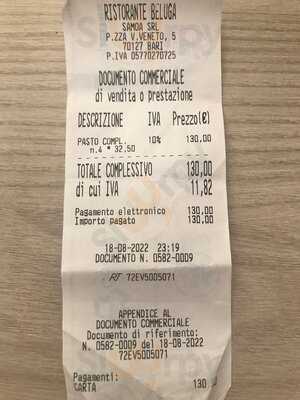 RISTORANTE BELUGA
SAMOA SRL
P.ZZA V.VENETO, 5
70127 BARI
P.IVA 05770270725
DOCUMENTO COMMERCIALE
di vendita o prestazione
DESCRIZIONE IVA Prezzo(€)
PASTO COMPL. 10% 130,00
n.4 * 32,50
TOTALE COMPLESSIVO 130,00
di cui IVA 11,82
Pagamento elettronico 130,00
Importo pagato 130,00
18-08-2022 23:19
DOCUMENTO N. 0582-0009
RT 72EV5005071
APPENDICE AL
DOCUMENTO COMMERCIALE
Documento di riferimento:
N. 0582-0009 del 18-08-2022
72EV5005071
Pagamenti:
CARTA 130